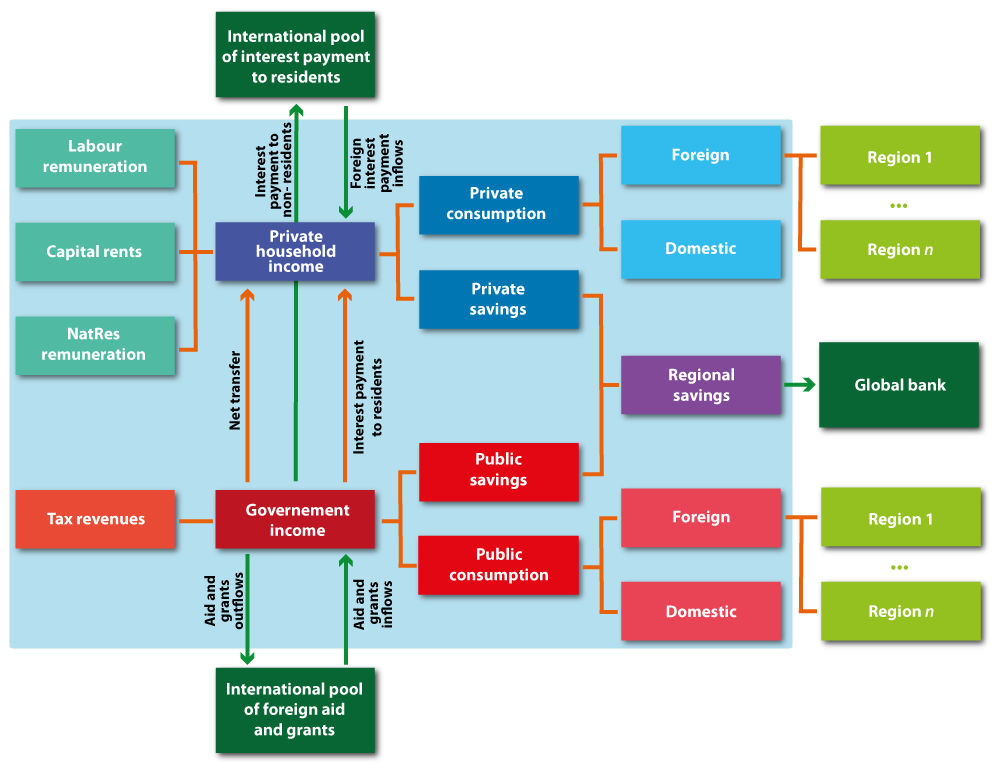 International pool
of interest payment
to residents
Interest
payment to
non- residents
Foreign
interest
payment
inflows
Labour
remuneration
Capital rents
NatRes
remuneration
Private
household
income
Private
consumption
Private
savings
Foreign
Domestic
Region 1
...
Region n
Net transfer
Interest payment
to residents
Regional
savings
Global bank
Tax revenues
Governement
income
Public
savings
Public
consumption
Foreign
Domestic
Region 1
...
Region n
Aid and
grants
outflows
Aid and
grants
inflows
International pool
of foreign aid
and grants